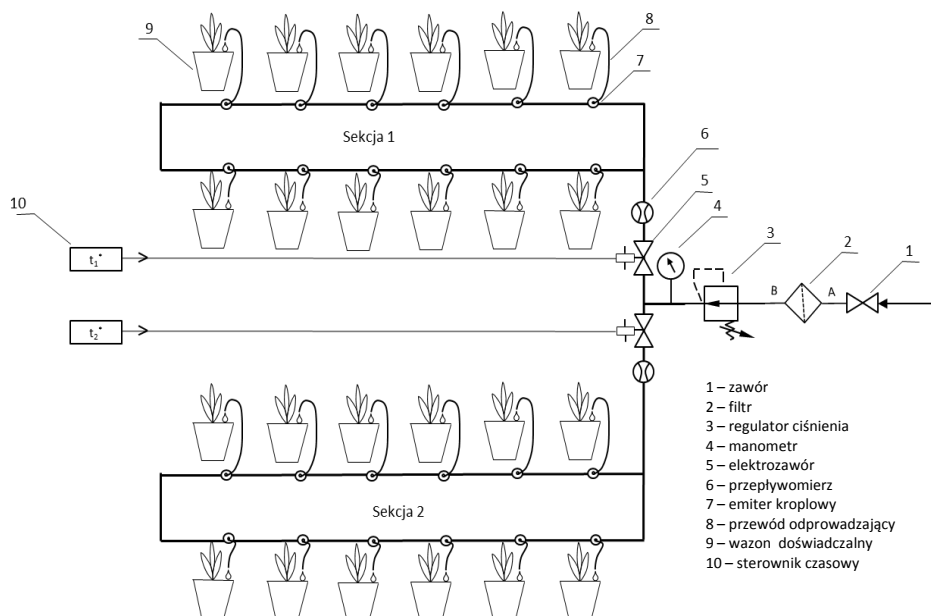 9
8
7
Sekcja 1
6
5
10
4
3
2
1
t₁*
B
A
t₂*
Sekcja 2
1 – zawór
2 – filtr
3 – regulator ciśnienia
4 – manometr
5 – elektrozawór
6 – przepływomierz
7 – emiter kroplowy
8 – przewód odprowadzający
9 – wazon doświadczalny
10 – sterownik czasowy